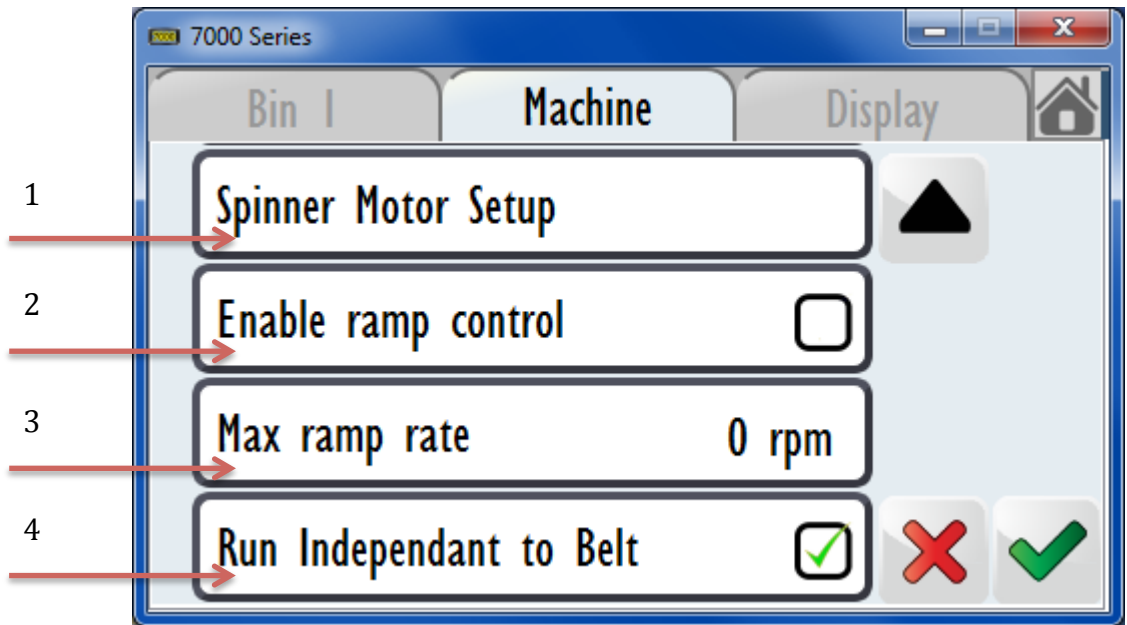 7000 Series
Bin 1 Machine Display
1 Spinner Motor Setup
2 Enable ramp control
3 Max ramp rate 0 rpm
4 Run Independant to Belt